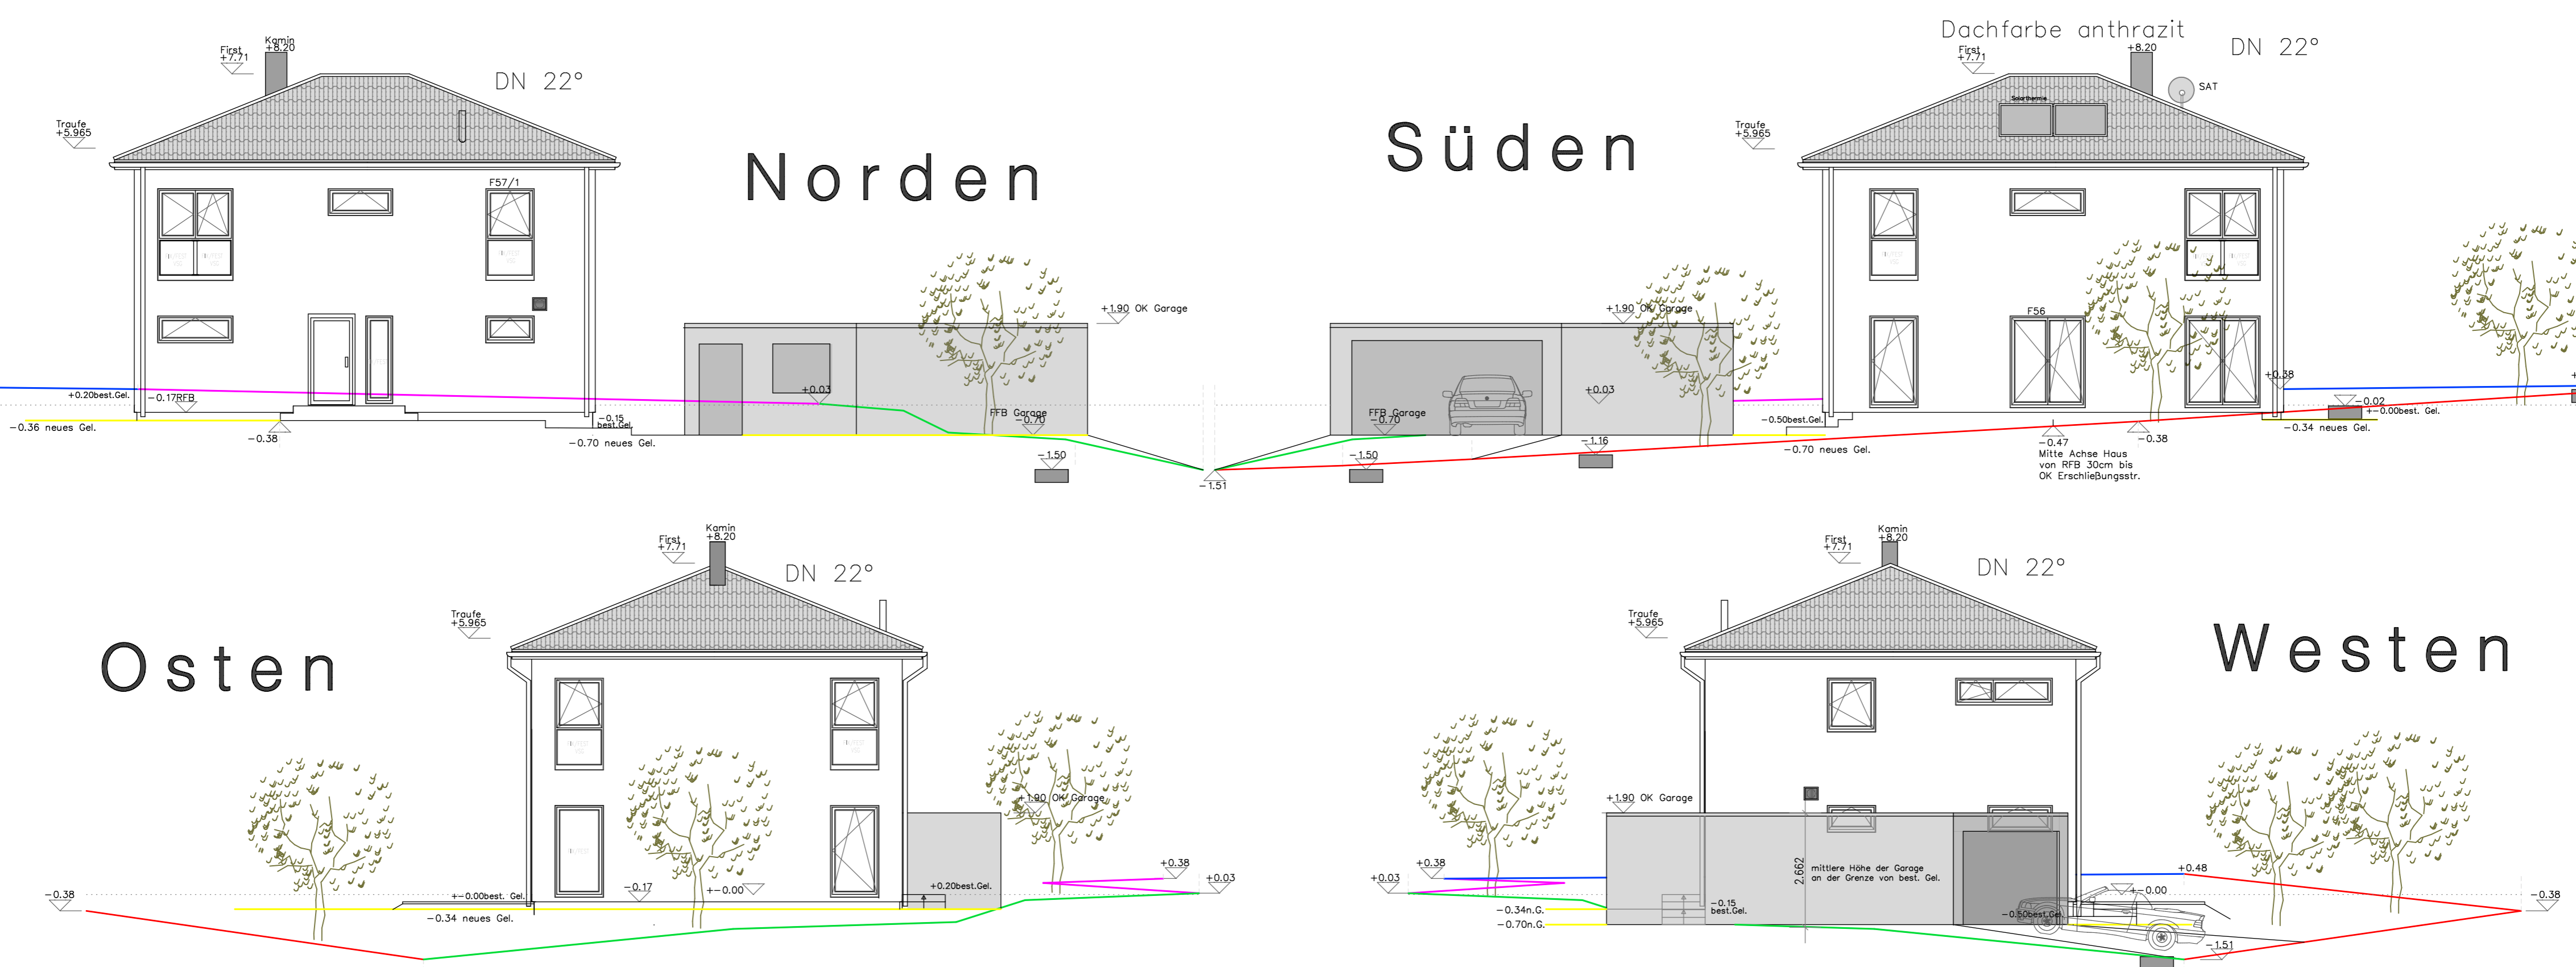 Norden
First
+7.71
Kamin
+8.20
DN 22°
Traufe
+5.965
F57/1
+0.20best.Gel.
-0.17RFB
-0.36 neues Gel.
-0.38
-0.15
best.Gel.
-0.70 neues Gel.
+0.03
FFB Garage
-0.70
+1.90 OK Garage
-1.50
-1.51
Süden
Dachfarbe anthrazit
First
+7.71
+8.20
DN 22°
SAT
Solarthermie
Traufe
+5.965
+1.90 OK Garage
F56
+0.03
FFB Garage
-0.70
-1.50
-1.16
-0.50best.Gel.
-0.70 neues Gel.
+0.38
-0.02
+-0.00best. Gel.
-0.34 neues Gel.
-0.38
-0.47
Mitte Achse Haus
von RFB 30cm bis
OK Erschließungsstr.
Osten
Kamin
+8.20
First
+7.71
DN 22°
Traufe
+5.965
+1.90 OK Garage
+0.38
+0.03
-0.38
+-0.00best. Gel.
-0.17
+-0.00
+0.20best.Gel.
-0.34 neues Gel.
Westen
Kamin
+8.20
First
+7.71
DN 22°
Traufe
+5.965
+1.90 OK Garage
+0.38
+0.03
2.662
mittlere Höhe der Garage
an der Grenze von best. Gel.
+0.48
+-0.00
-0.38
-0.34n.G.
-0.70n.G.
-0.15
best.Gel.
-0.50best.Gel.
-1.51